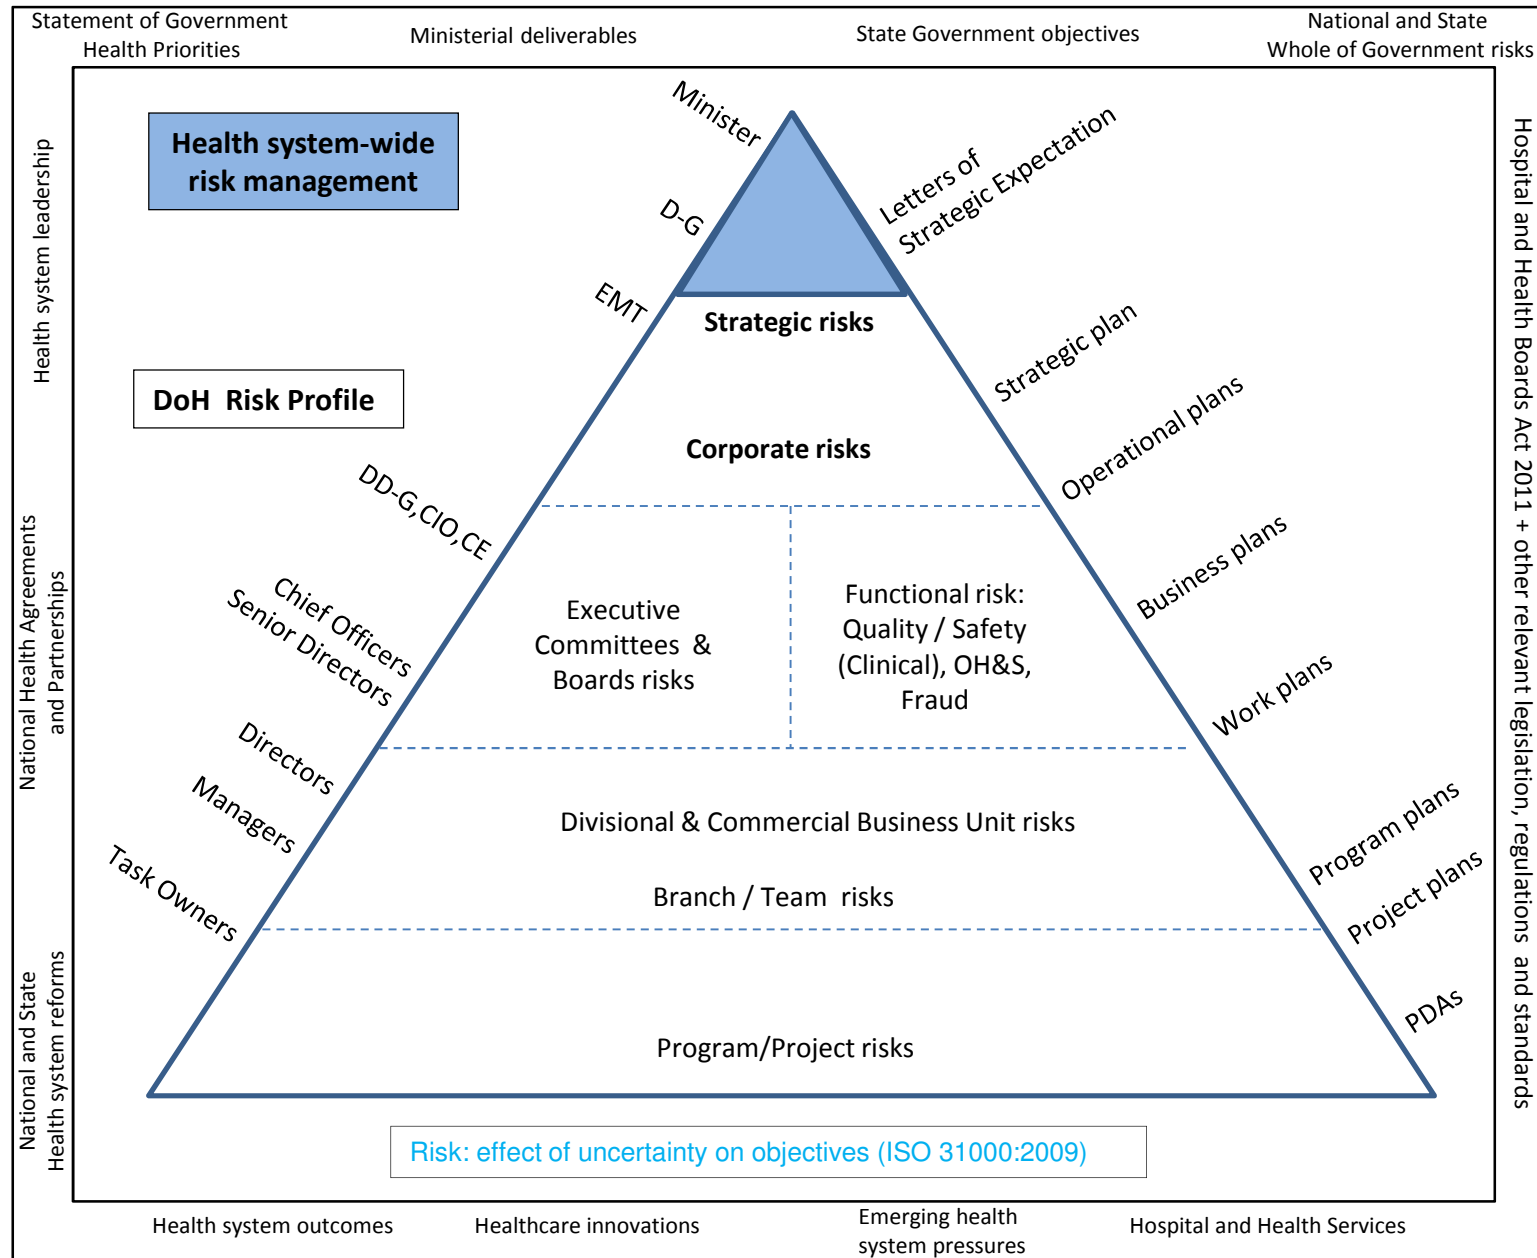 Statement of Government
Health Priorities
Ministerial deliverables
State Government objectives
National and State
Whole of Government risks
Health system-wide
risk management
Minister
D-G
EMT
Letters of
Strategic Expectation
Strategic risks
Strategic plan
DoH Risk Profile
Corporate risks
Operational plans
DD-G,CIO,CE
Business plans
Chief Officers
Senior Directors
Executive
Committees &
Boards risks
Functional risk:
Quality / Safety
(Clinical), OH&S,
Fraud
Work plans
Directors
Managers
Task Owners
Divisional & Commercial Business Unit risks
Branch / Team risks
Program plans
Project plans
PDAs
Program/Project risks
Risk: effect of uncertainty on objectives (ISO 31000:2009)
Health system leadership
National Health Agreements
and Partnerships
National and State
Health system reforms
Hospital and Health Boards Act 2011 + other relevant legislation, regulations and standards
Health system outcomes
Healthcare innovations
Emerging health
system pressures
Hospital and Health Services